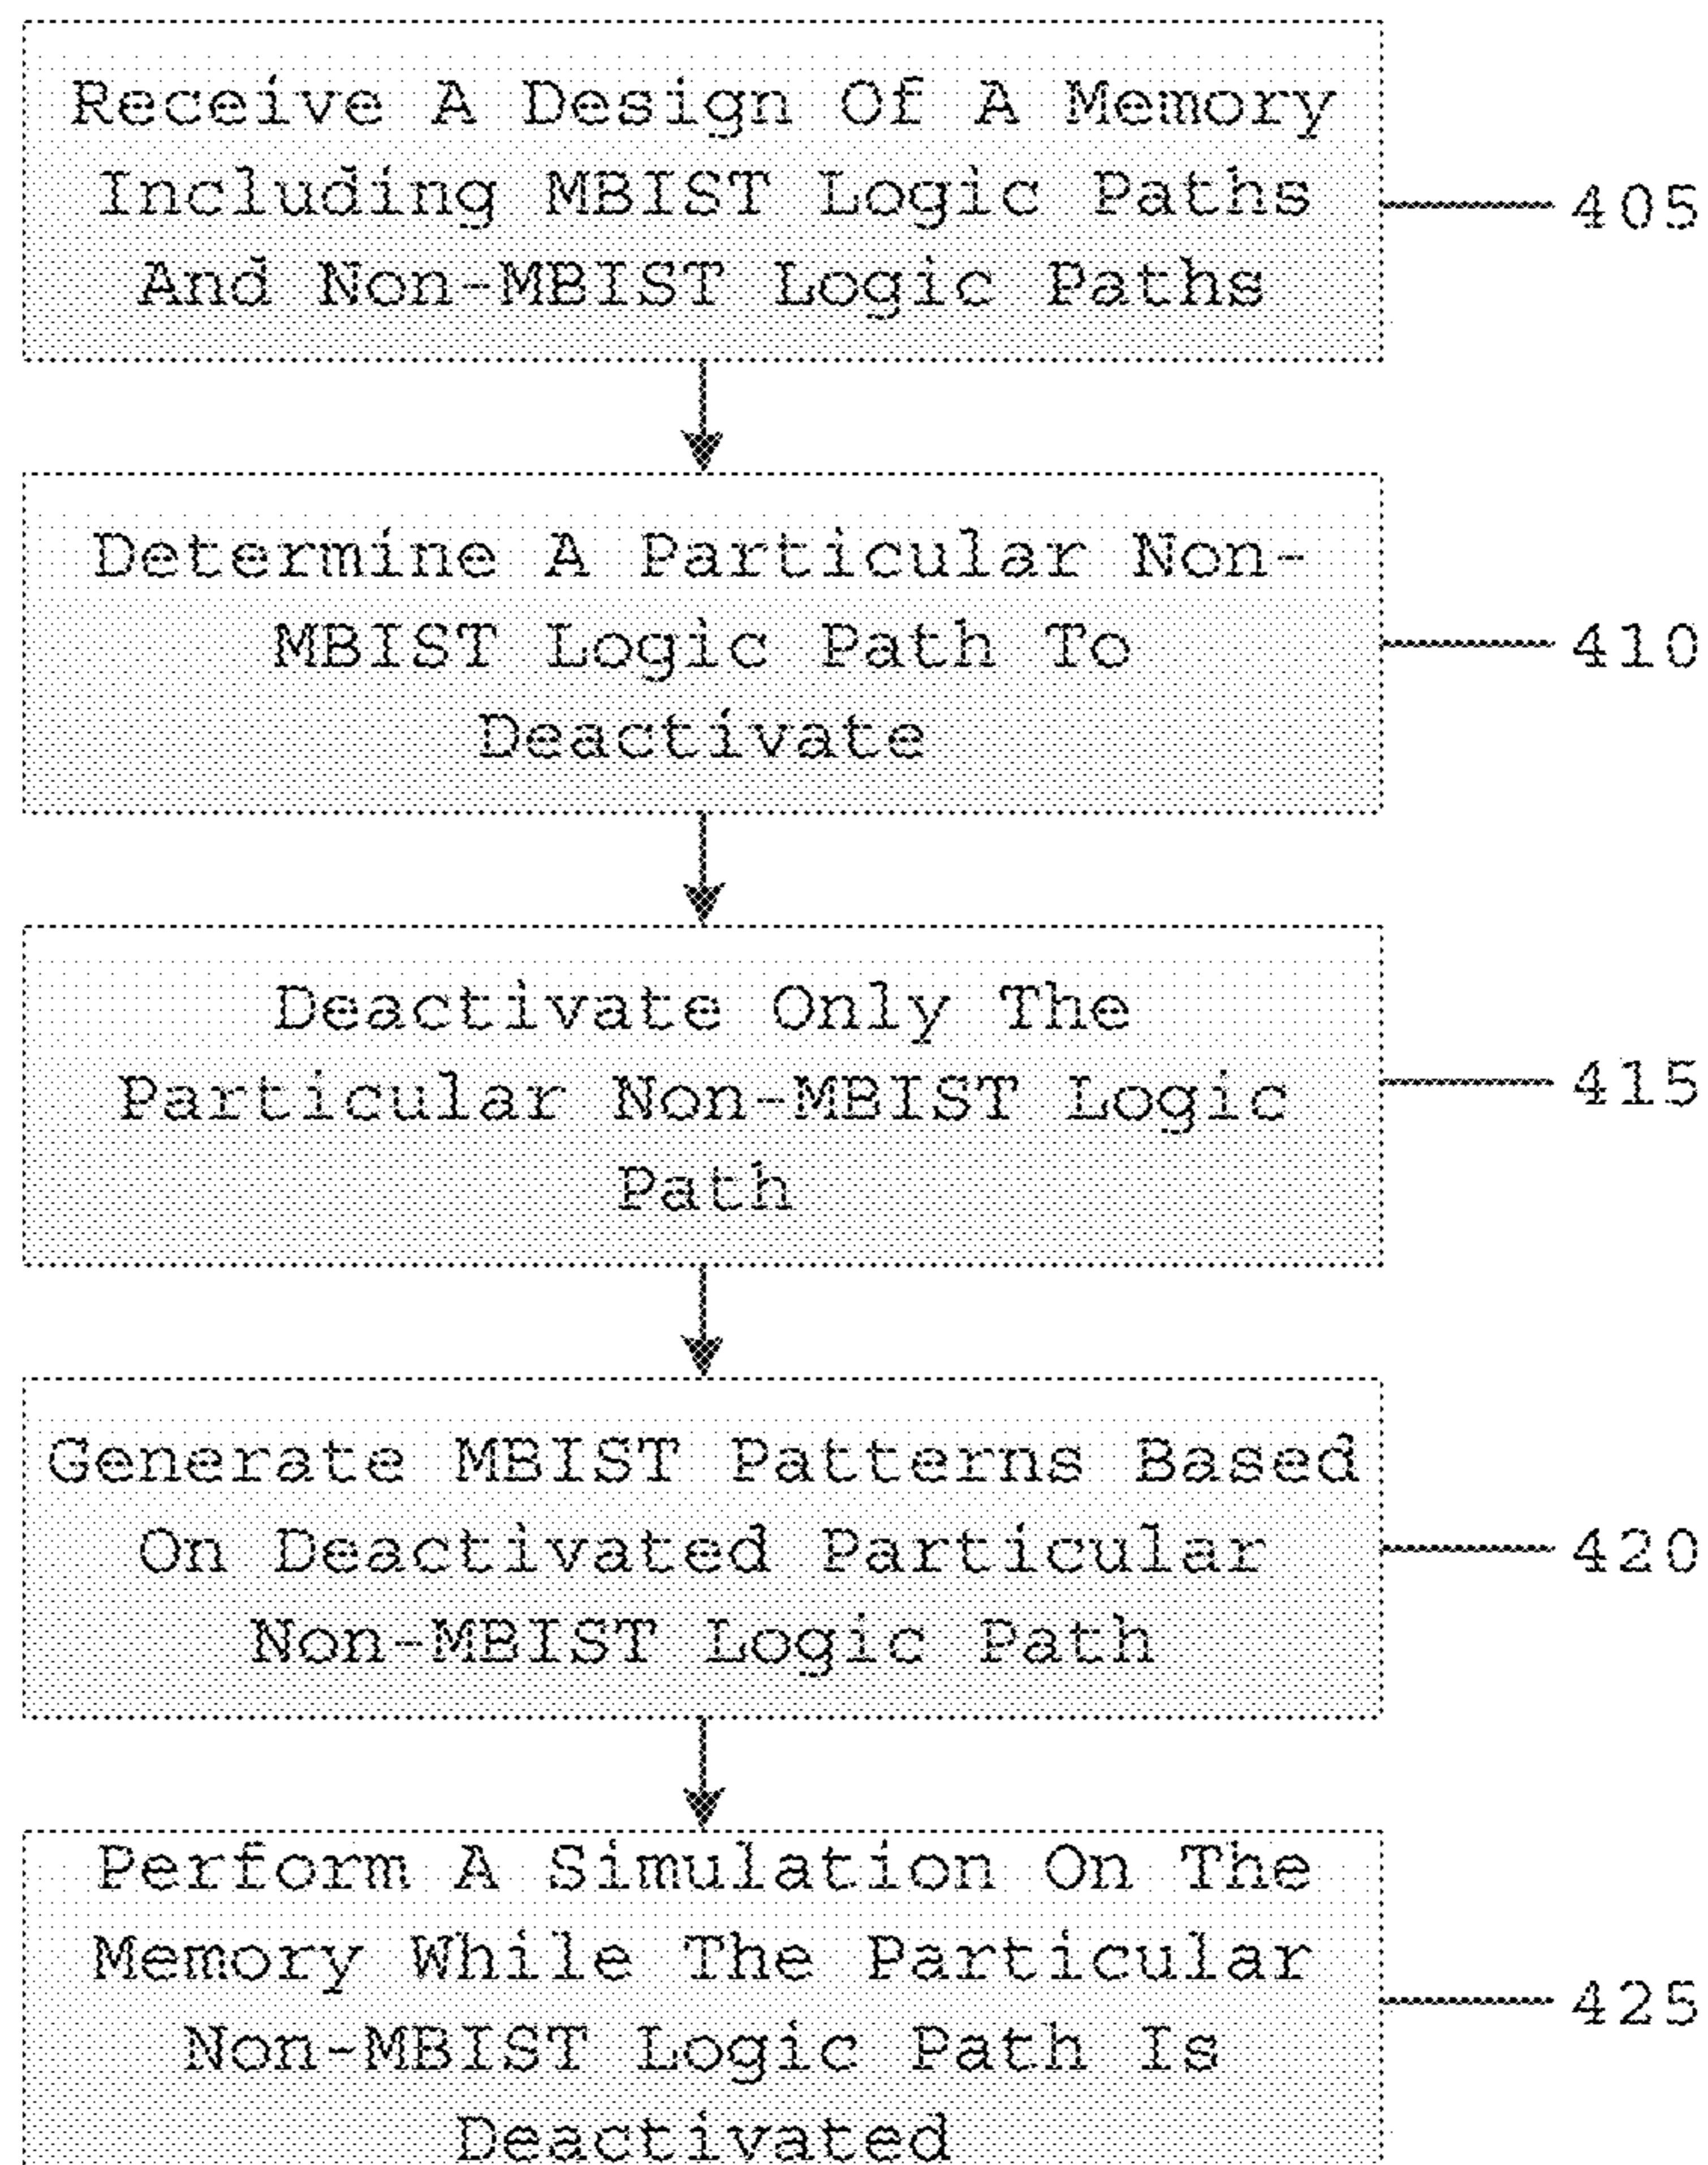 Receive A Design Of A Memory
Including MBIST Logic Paths
And Non-MBIST Logic Paths
405
Determine A Particular Non-
MBIST Logic Path To
Deactivate
410
Deactivate Only The
Particular Non-MBIST Logic
Path
415
Generate MBIST Patterns Based
On Deactivated Particular
Non-MBIST Logic Path
420
Perform A Simulation On The
Memory While The Particular
Non-MBIST Logic Path Is
Deactivated
425